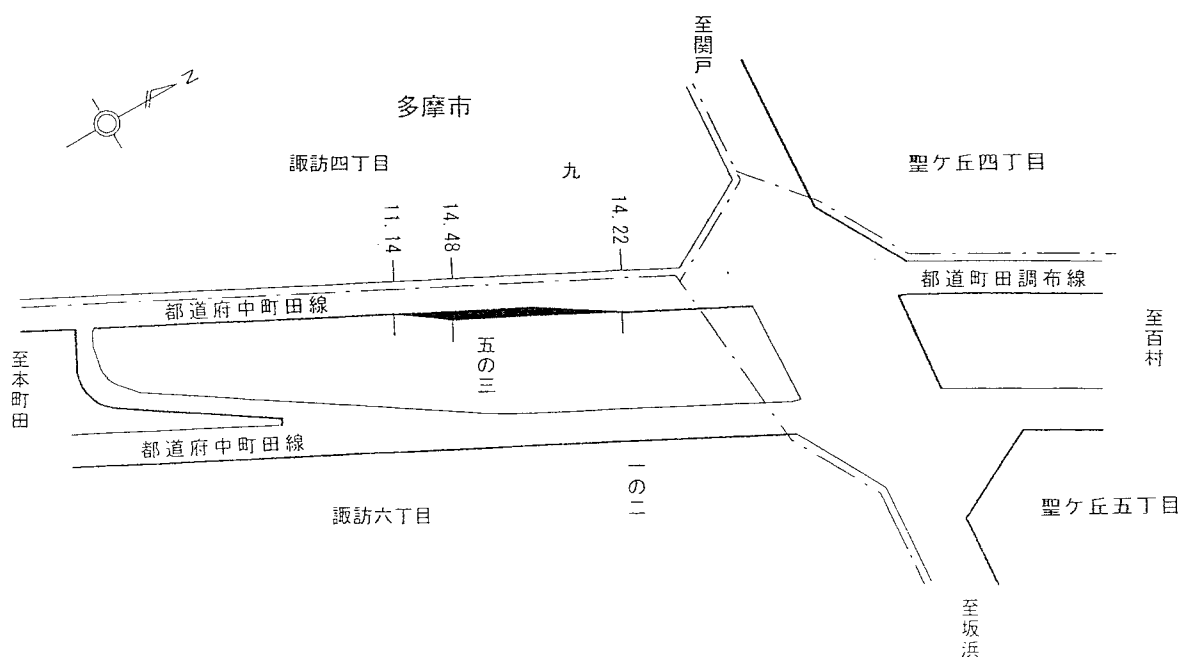 至関戸
N
多摩市
諏訪四丁目
九
聖ケ丘四丁目
11.14
14.48
14.22
都道府中町田線
都道町田調布線
五の三
至百村
至本町田
都道府中町田線
一の二
諏訪六丁目
聖ケ丘五丁目
至坂浜